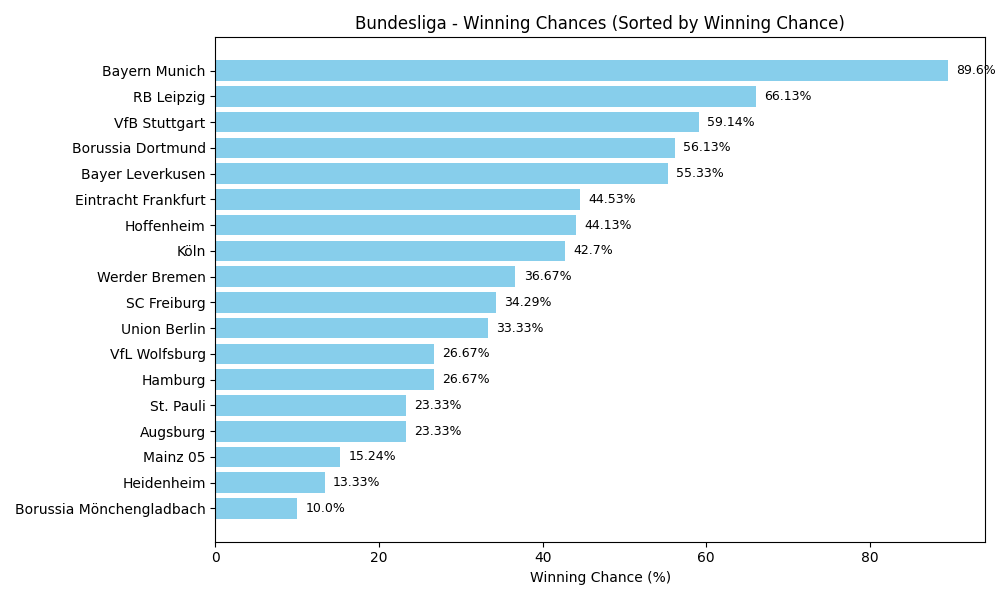 Bundesliga - Winning Chances (Sorted by Winning Chance)
Bayern Munich 89.6%
RB Leipzig 66.13%
VfB Stuttgart 59.14%
Borussia Dortmund 56.13%
Bayer Leverkusen 55.33%
Eintracht Frankfurt 44.53%
Hoffenheim 44.13%
Köln 42.7%
Werder Bremen 36.67%
SC Freiburg 34.29%
Union Berlin 33.33%
VfL Wolfsburg 26.67%
Hamburg 26.67%
St. Pauli 23.33%
Augsburg 23.33%
Mainz 05 15.24%
Heidenheim 13.33%
Borussia Mönchengladbach 10.0%
0 20 40 60 80
Winning Chance (%)